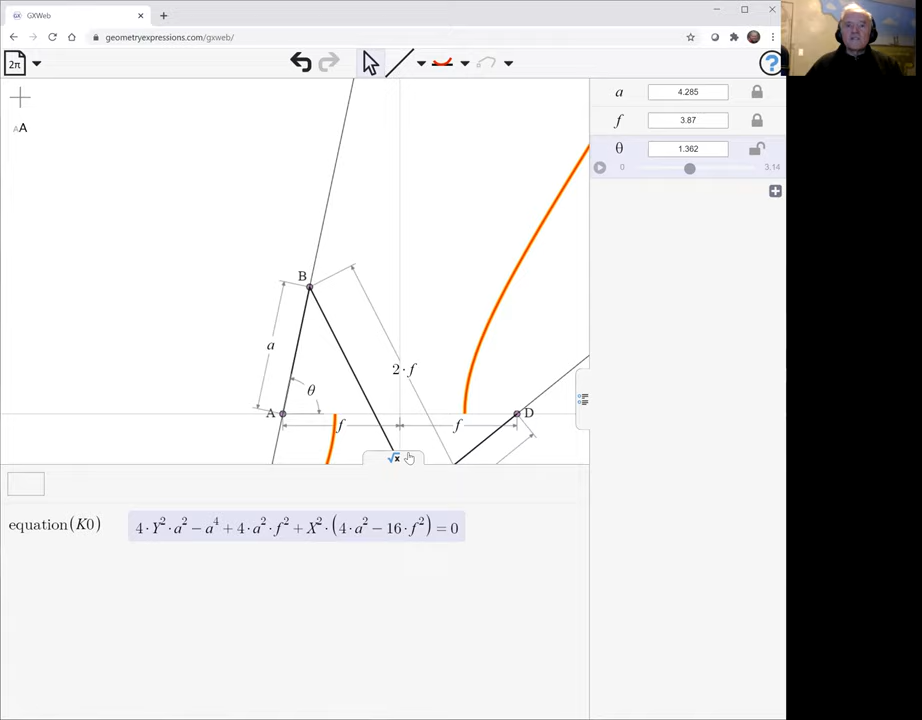 GXWeb
geometryexpressions.com/gxweb/
2π
?
AA
a 4.285
f 3.87
θ 1.362
0 3.14
B
a
2·f
θ
A
f
f
D
√x
equation(K0) 4·Y²·a²−a⁴+4·a²·f²+X²·(4·a²−16·f²)=0